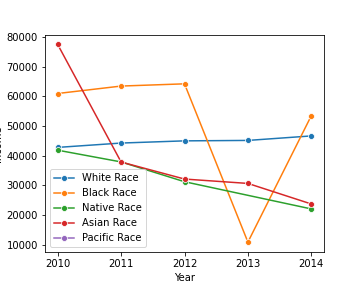 80000
70000
60000
50000
40000
30000
20000
10000
White Race
Black Race
Native Race
Asian Race
Pacific Race
2010 2011 2012 2013 2014
Year